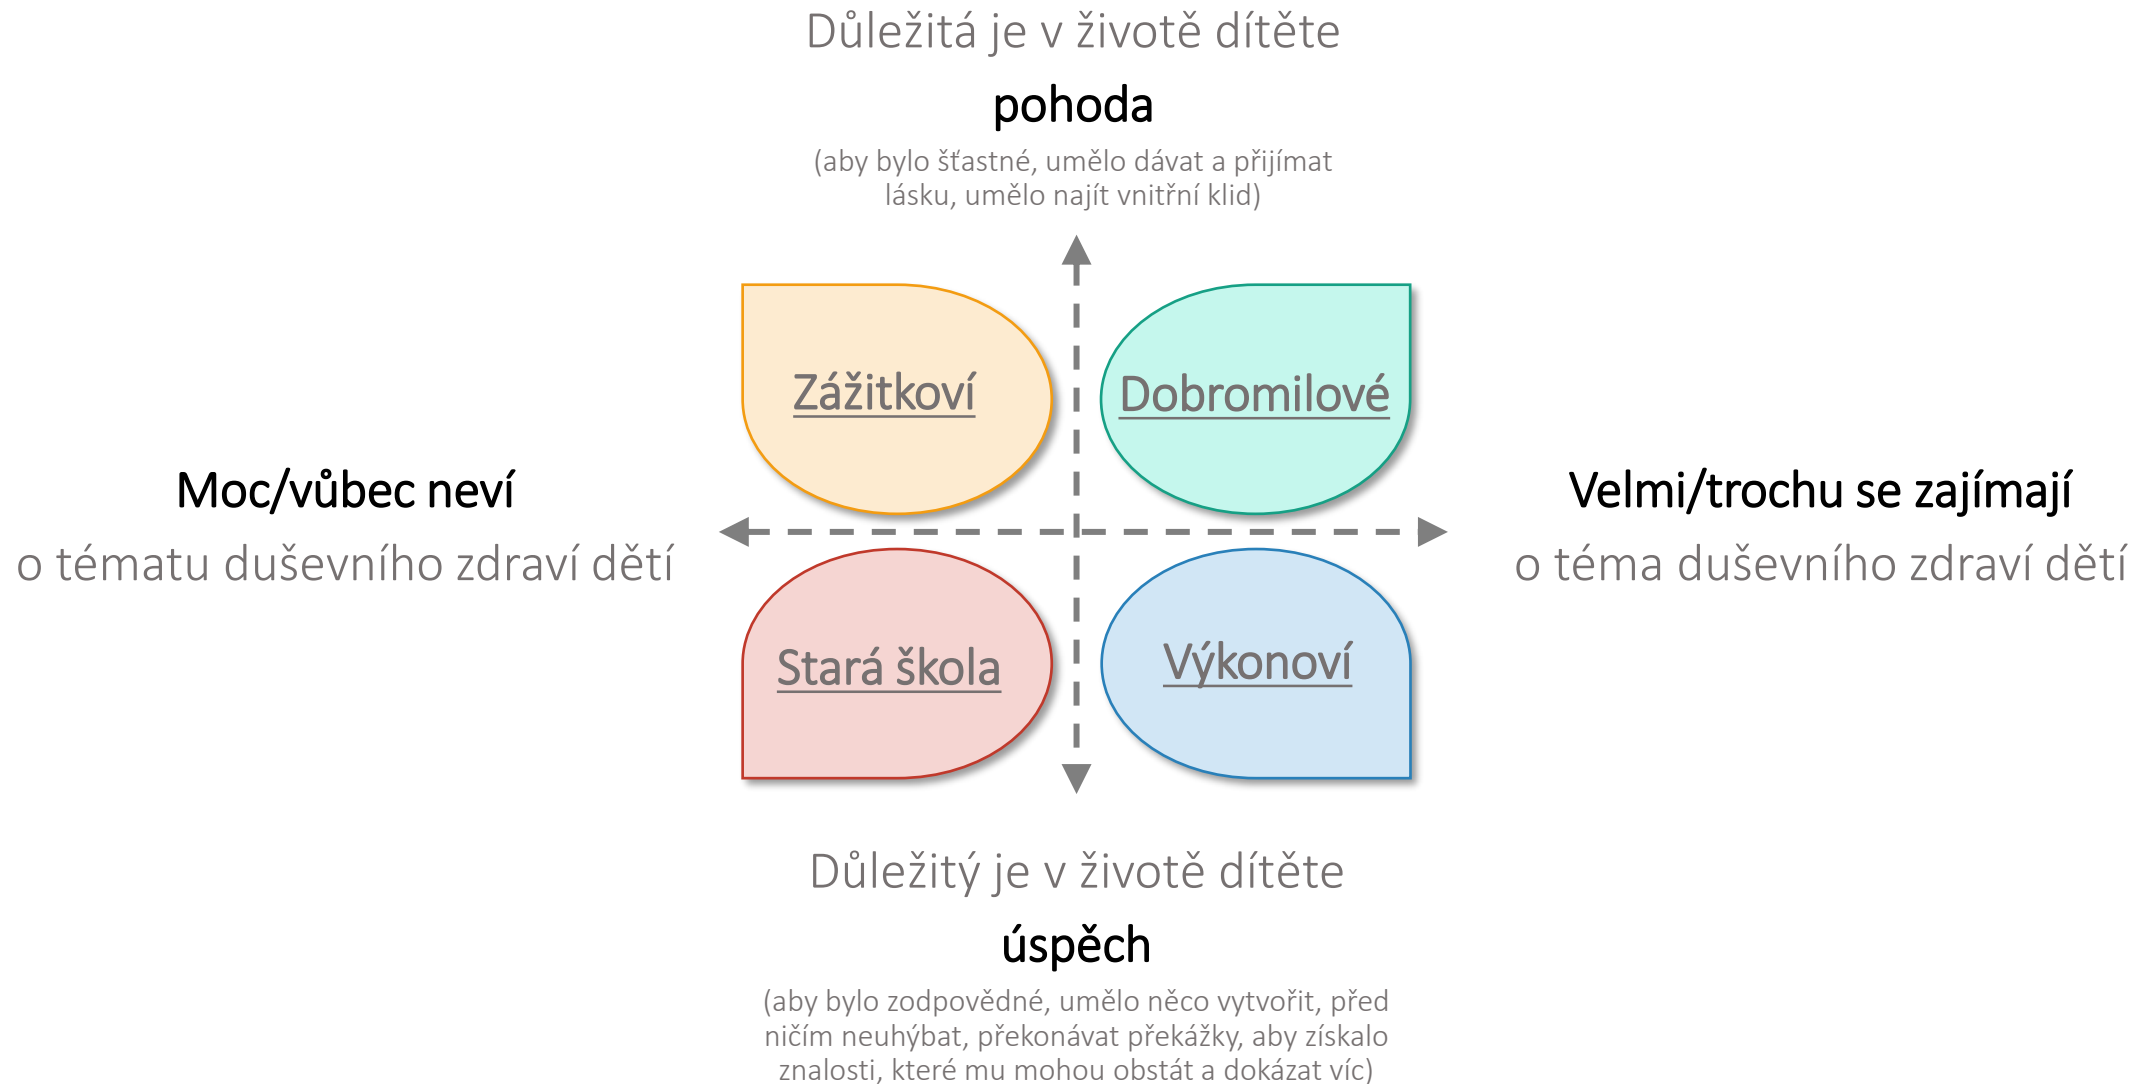 Důležitá je v životě dítěte
pohoda
(aby bylo šťastné, umělo dávat a přijímat
lásku, umělo najít vnitřní klid)
Zážitkoví
Dobromilové
Moc/vůbec neví
o tématu duševního zdraví dětí
Velmi/trochu se zajímají
o téma duševního zdraví dětí
Stará škola
Výkonoví
Důležitý je v životě dítěte
úspěch
(aby bylo zodpovědné, umělo něco vytvořit, před
ničím neuhýbat, překonávat překážky, aby získalo
znalosti, které mu mohou obstát a dokázat víc)